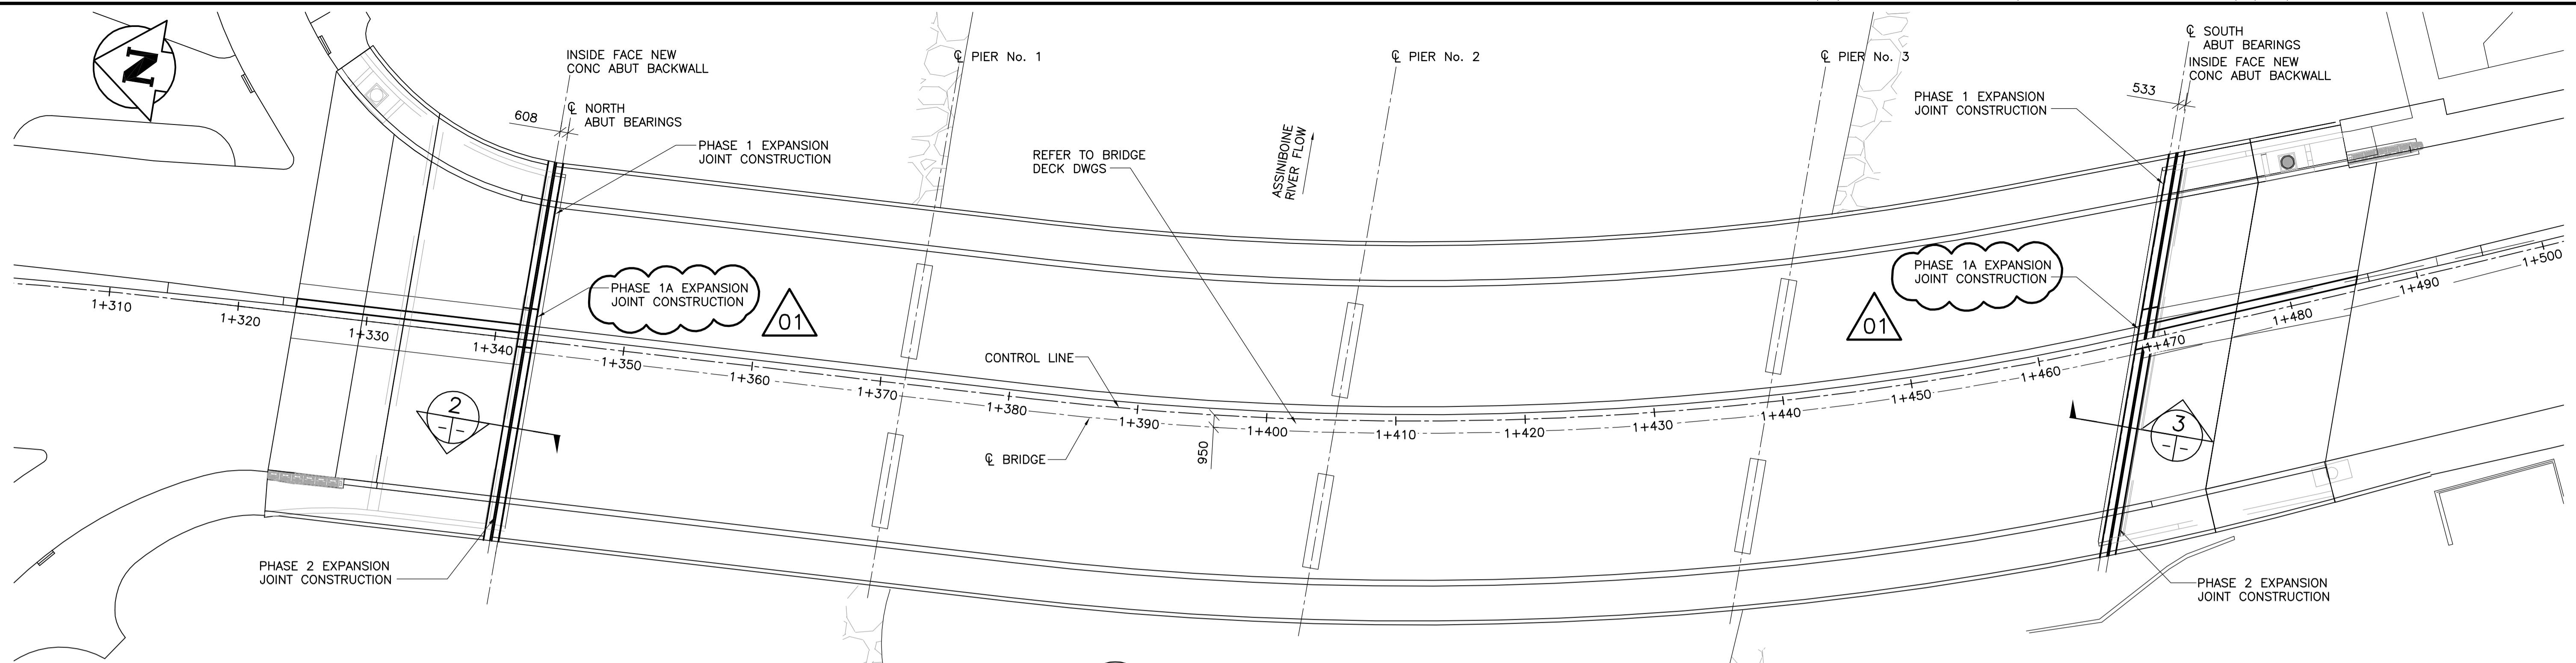 N
INSIDE FACE NEW
CONC ABUT BACKWALL
℄ NORTH
ABUT BEARINGS
608
PHASE 1 EXPANSION
JOINT CONSTRUCTION
℄ PIER No. 1
REFER TO BRIDGE
DECK DWGS
ASSINIBOINE
RIVER FLOW
℄ PIER No. 2
℄ PIER No. 3
℄ SOUTH
ABUT BEARINGS
INSIDE FACE NEW
CONC ABUT BACKWALL
533
PHASE 1 EXPANSION
JOINT CONSTRUCTION
PHASE 1A EXPANSION
JOINT CONSTRUCTION
01
PHASE 1A EXPANSION
JOINT CONSTRUCTION
01
1+310
1+320
1+330
1+340
1+350
1+360
1+370
1+380
1+390
1+400
1+410
1+420
1+430
1+440
1+450
1+460
1+470
1+480
1+490
1+500
CONTROL LINE
℄ BRIDGE
950
2
--
3
--
PHASE 2 EXPANSION
JOINT CONSTRUCTION
PHASE 2 EXPANSION
JOINT CONSTRUCTION